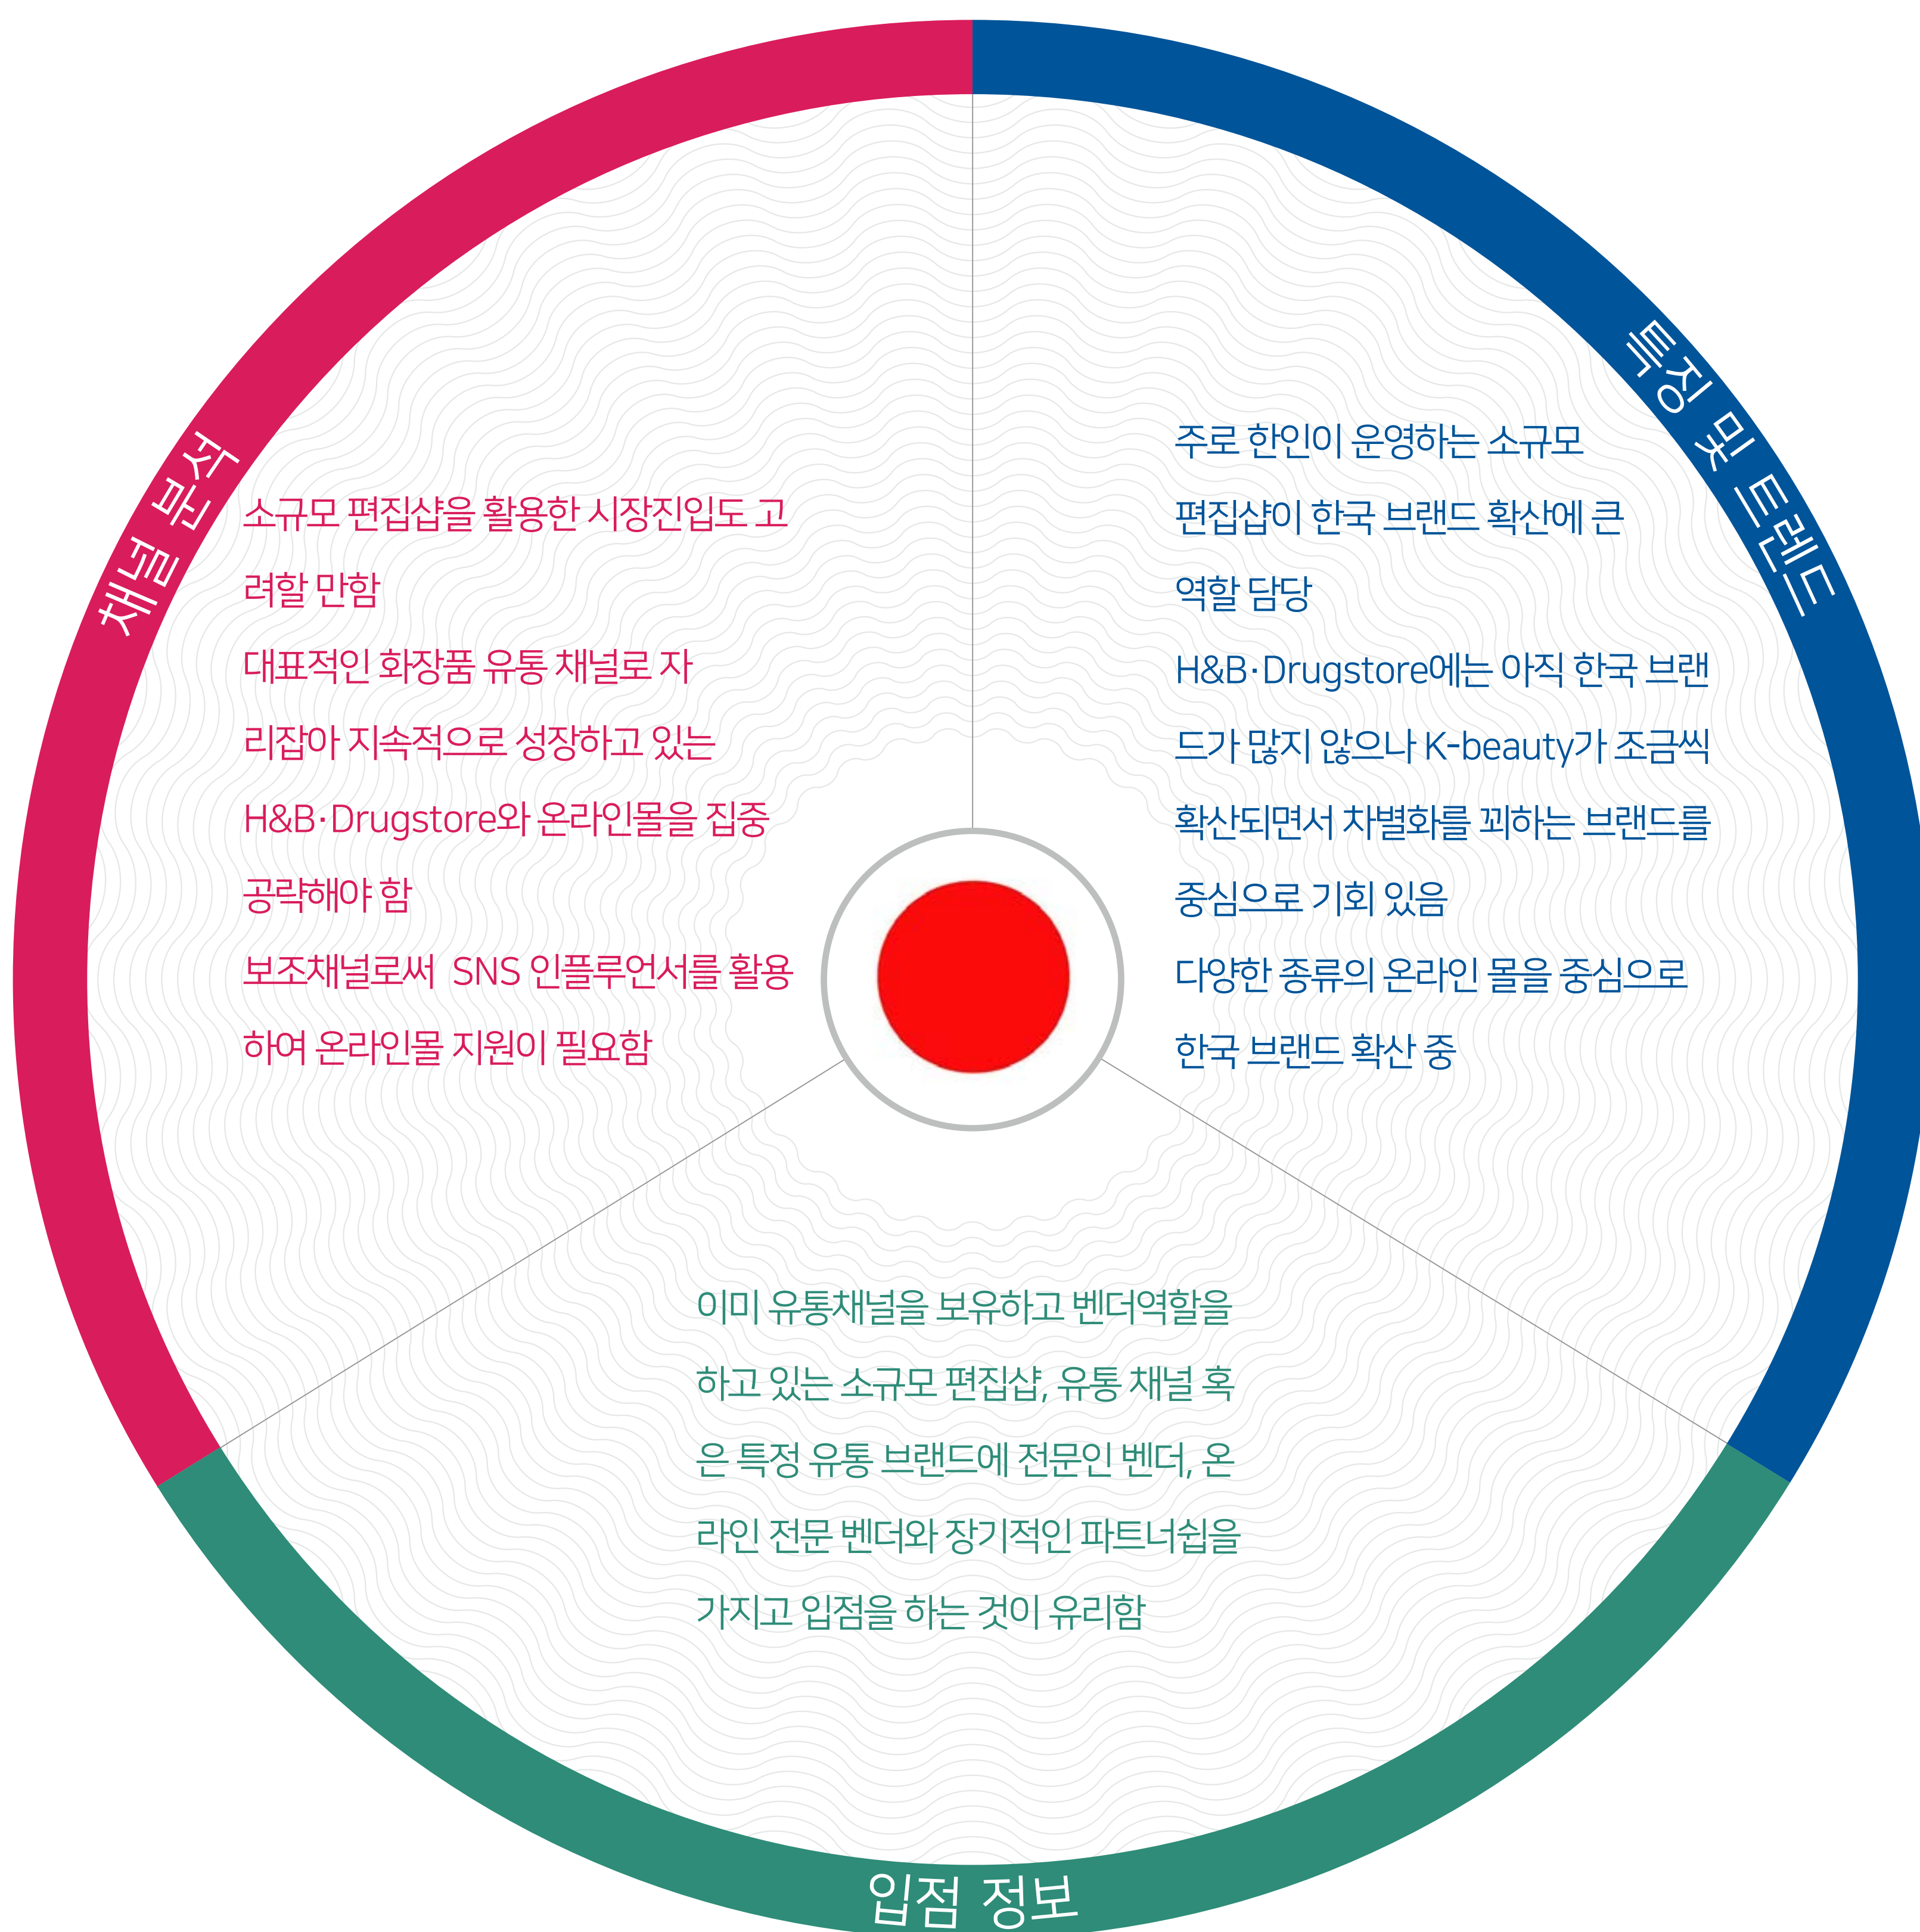 채널 분석
소규모 편집샵을 활용한 시장진입도 고
려할 만함
대표적인 화장품 유통 채널로 자
리잡아 지속적으로 성장하고 있는
H&B·Drugstore와 온라인몰을 집중
공략해야 함
보조채널로써 SNS 인플루언서를 활용
하여 온라인몰 지원이 필요함
특징 및 트렌드
주로 한인이 운영하는 소규모
편집샵이 한국 브랜드 확산에 큰
역할 담당
H&B·Drugstore에는 아직 한국 브랜
드가 많지 않으나 K-beauty가 조금씩
확산되면서 차별화를 꾀하는 브랜드를
중심으로 기회 있음
다양한 종류의 온라인 몰을 중심으로
한국 브랜드 확산 중
이미 유통채널을 보유하고 벤더역할을
하고 있는 소규모 편집샵, 유통 채널 혹
은 특정 유통 브랜드에 전문인 벤더, 온
라인 전문 벤더와 장기적인 파트너쉽을
가지고 입점을 하는 것이 유리함
입점 정보